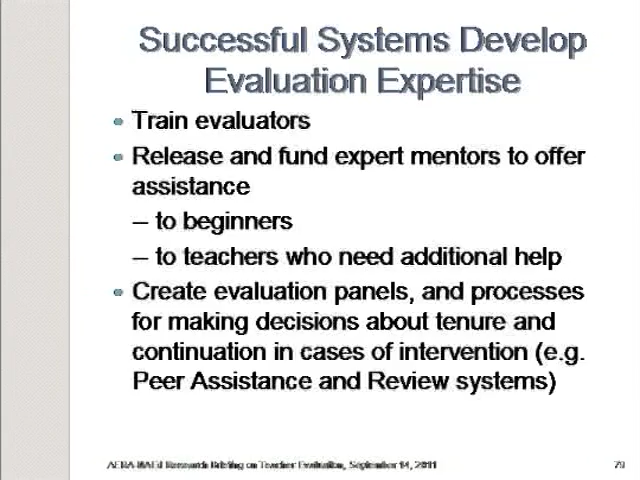 Successful Systems Develop
Evaluation Expertise
• Train evaluators
• Release and fund expert mentors to offer
assistance
– to beginners
– to teachers who need additional help
• Create evaluation panels, and processes
for making decisions about tenure and
continuation in cases of intervention (e.g.
Peer Assistance and Review systems)
Research Briefing on Teacher Evaluation, September 14, 2011